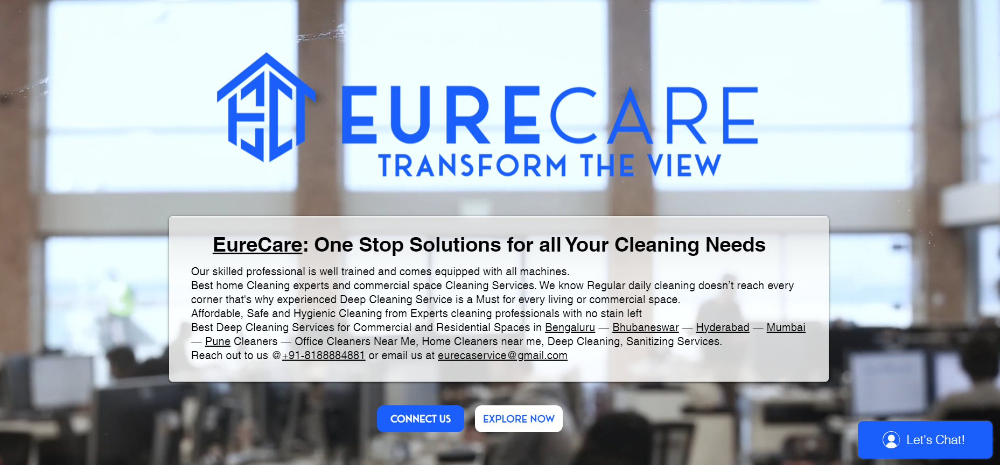 EURECARE
TRANSFORM THE VIEW
EureCare: One Stop Solutions for all Your Cleaning Needs
Our skilled professional is well trained and comes equipped with all machines.
Best home Cleaning experts and commercial space Cleaning Services. We know Regular daily cleaning doesn’t reach every
corner that's why experienced Deep Cleaning Service is a Must for every living or commercial space.
Affordable, Safe and Hygienic Cleaning from Experts cleaning professionals with no stain left
Best Deep Cleaning Services for Commercial and Residential Spaces in Bengaluru — Bhubaneswar — Hyderabad — Mumbai
— Pune Cleaners — Office Cleaners Near Me, Home Cleaners near me, Deep Cleaning, Sanitizing Services.
Reach out to us @+91-8188884881 or email us at eurecaservice@gmail.com
CONNECT US
EXPLORE NOW
Let's Chat!